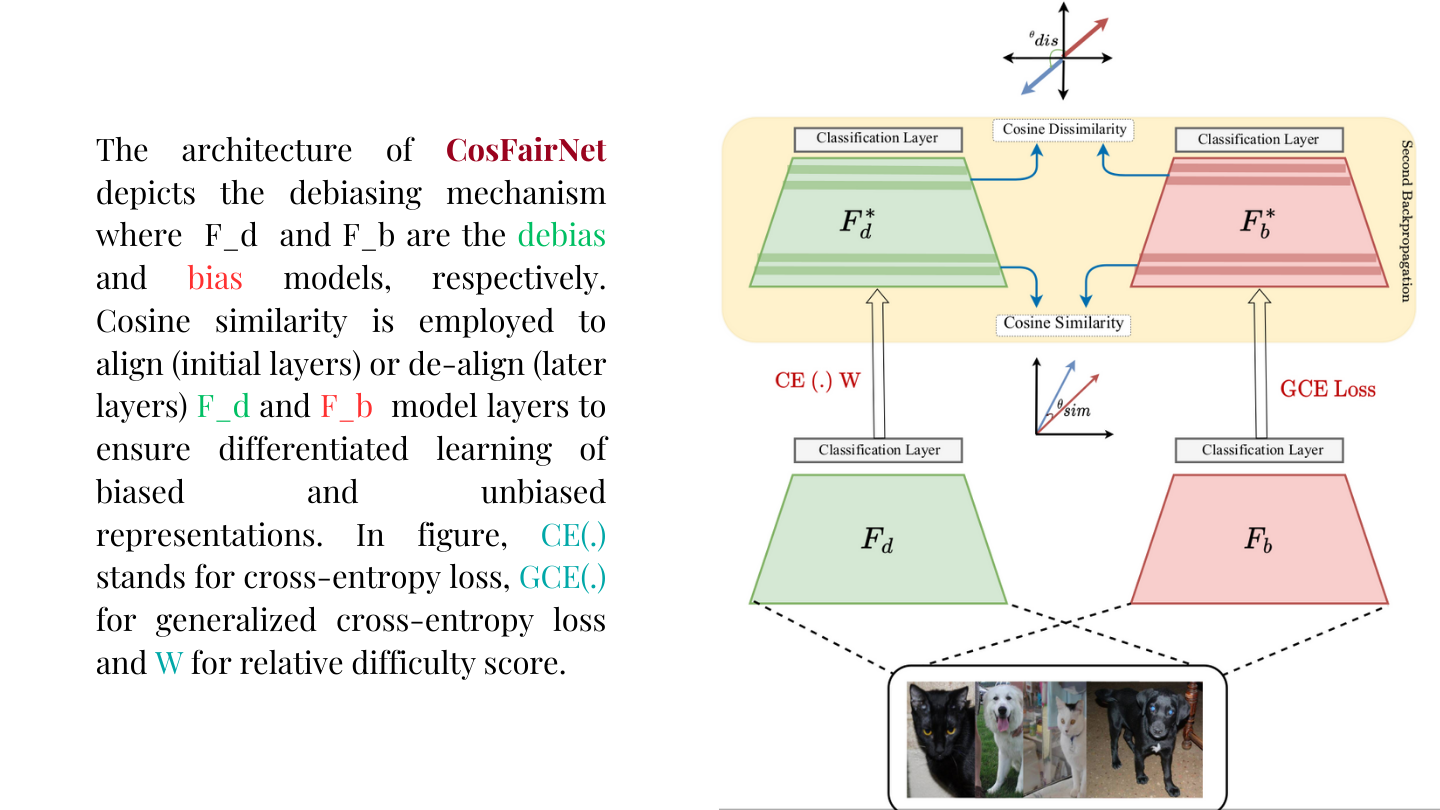 The architecture of CosFairNet
depicts the debiasing mechanism
where F_d and F_b are the debias
and bias models, respectively.
Cosine similarity is employed to
align (initial layers) or de-align (later
layers) F_d and F_b model layers to
ensure differentiated learning of
biased and unbiased
representations. In figure, CE(.)
stands for cross-entropy loss, GCE(.)
for generalized cross-entropy loss
and W for relative difficulty score.
θdis
Cosine Dissimilarity
Classification Layer
Classification Layer
F_d^*
F_b^*
Second Backpropagation
Cosine Similarity
CE (.) W
θsim
GCE Loss
Classification Layer
Classification Layer
F_d
F_b